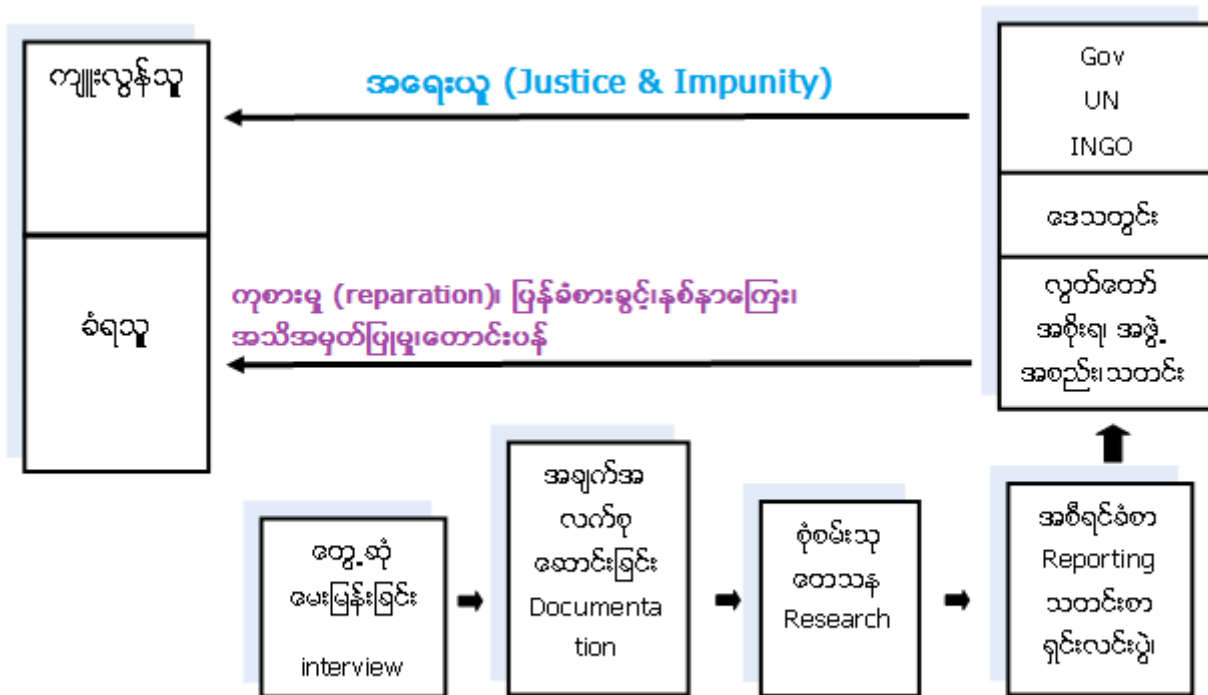 ကျူးလွန်သူ
အရေးယူ (Justice & Impunity)
Gov
UN
INGO
ဒေသတွင်း
ခံရသူ
ကုစားမှု (reparation)၊ ပြန်ခံစားခွင့်၊နစ်နာကြေး၊
အသိအမှတ်ပြုမှု၊တောင်းပန်
လွှတ်တော်
အစိုးရ၊ အဖွဲ့
အစည်း၊သတင်း
တွေ့ဆုံ
မေးမြန်းခြင်း
interview
အချက်အ
လက်စု
ဆောင်းခြင်း
Documenta
tion
စုံစမ်းသု
တေသန
Research
အစီရင်ခံစာ
Reporting
သတင်းစာ
ရှင်းလင်းပွဲ၊